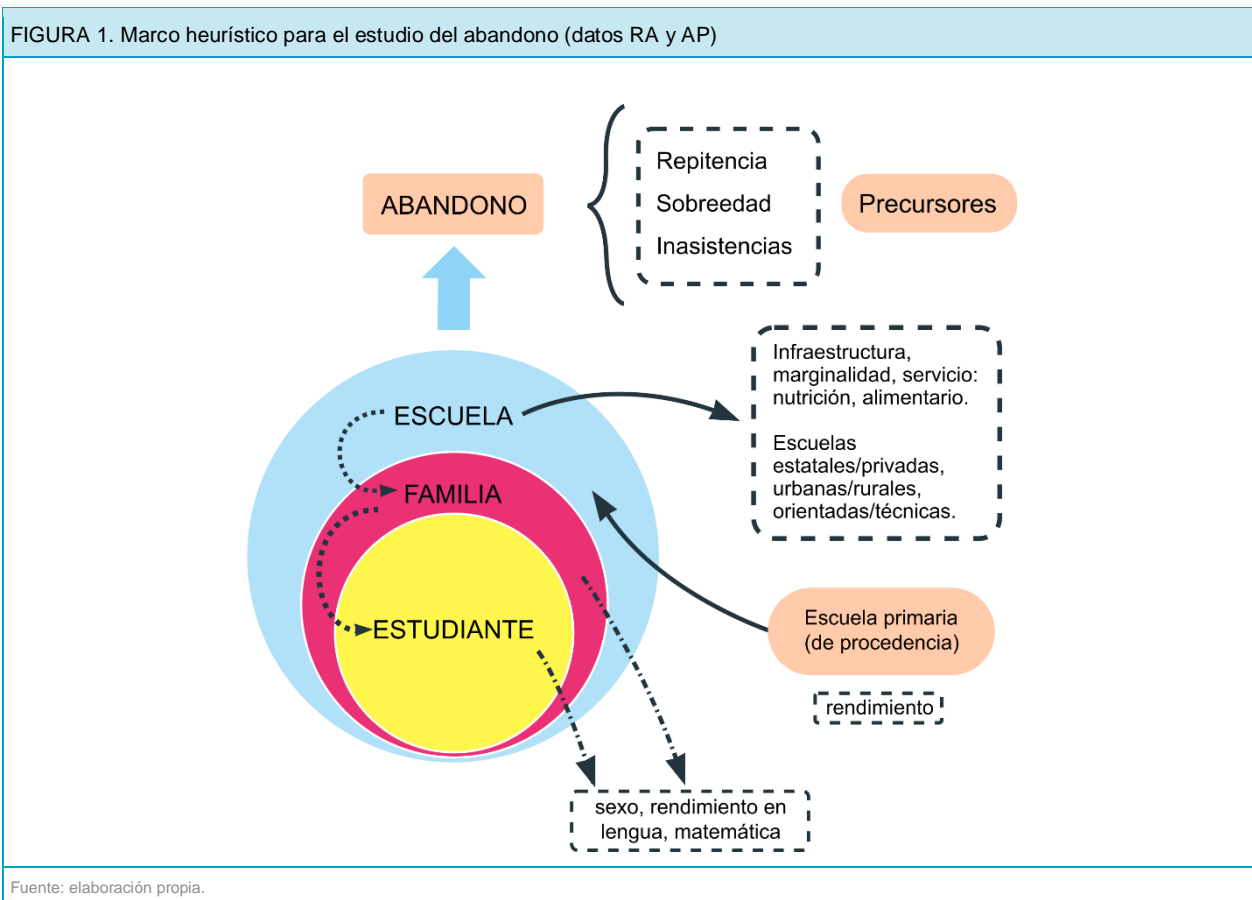 FIGURA 1. Marco heurístico para el estudio del abandono (datos RA y AP)
ABANDONO
Repitencia
Sobreedad
Inasistencias
Precursores
ESCUELA
FAMILIA
ESTUDIANTE
Infraestructura,
marginalidad, servicio:
nutrición, alimentario.
Escuelas
estatales/privadas,
urbanas/rurales,
orientadas/técnicas.
Escuela primaria
(de procedencia)
rendimiento
sexo, rendimiento en
lengua, matemática
Fuente: elaboración propia.